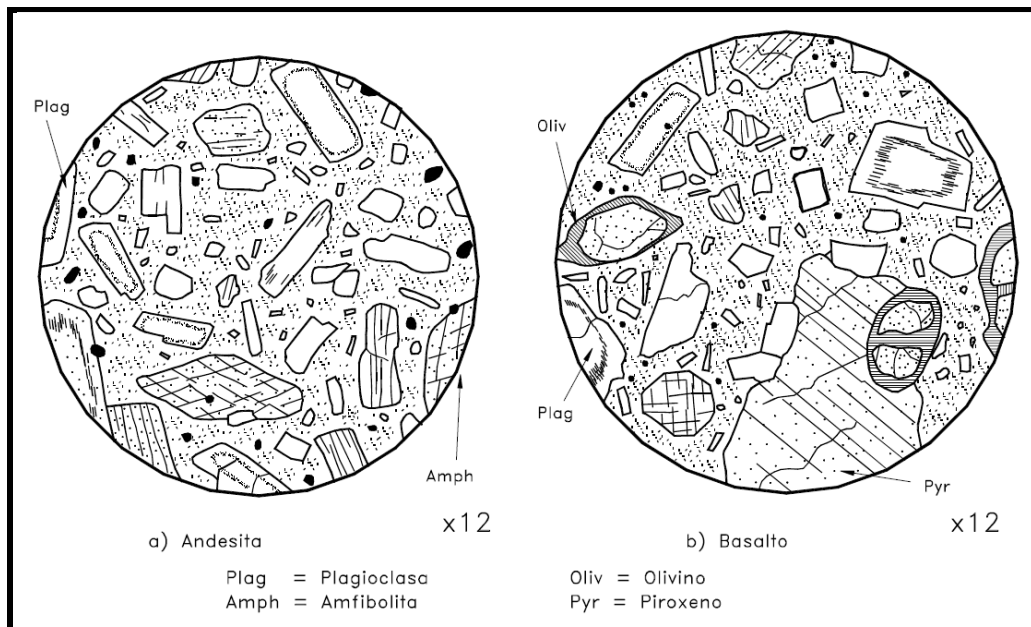 Plag
Amph
x12
a) Andesita
Oliv
Plag
Pyr
x12
b) Basalto
Plag = Plagioclasa
Amph = Amfibolita
Oliv = Olivino
Pyr = Piroxeno